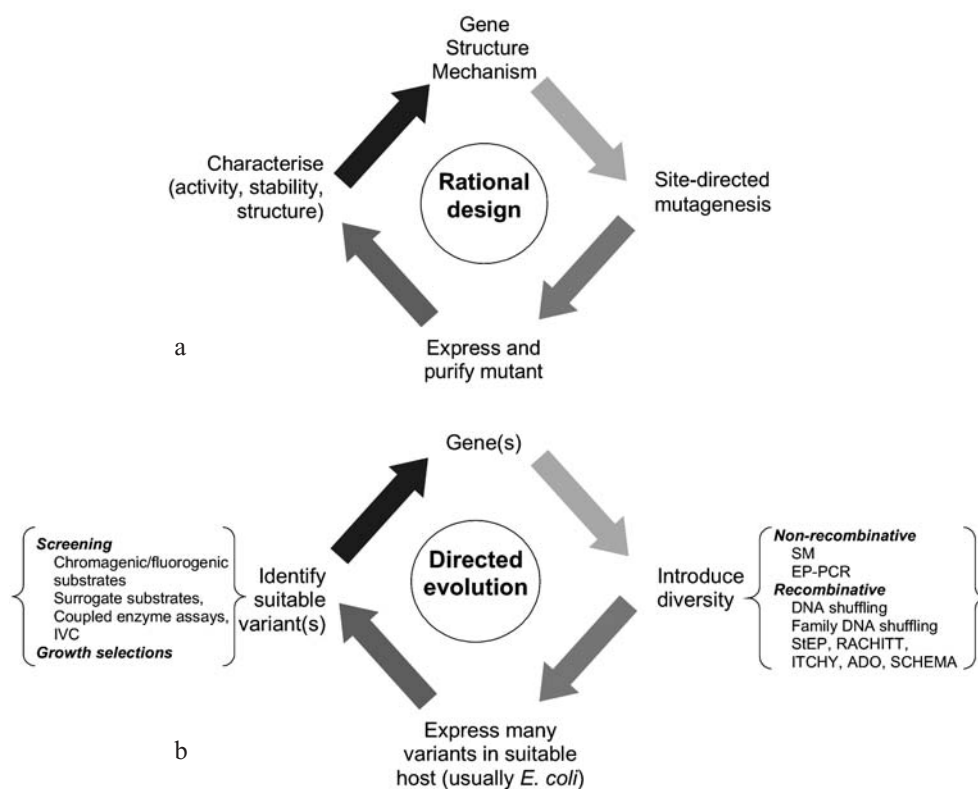 Gene
Structure
Mechanism
Characterise
(activity, stability,
structure)
Rational
design
Site-directed
mutagenesis
Express and
purify mutant
a
Gene(s)
Screening
Chromagenic/fluorogenic
substrates
Surrogate substrates,
Coupled enzyme assays,
IVC
Growth selections
Identify
suitable
variant(s)
Directed
evolution
Introduce
diversity
Non-recombinative
SM
EP-PCR
Recombinative
DNA shuffling
Family DNA shuffling
StEP, RACHITT,
ITCHY, ADO, SCHEMA
Express many
variants in suitable
host (usually E. coli)
b